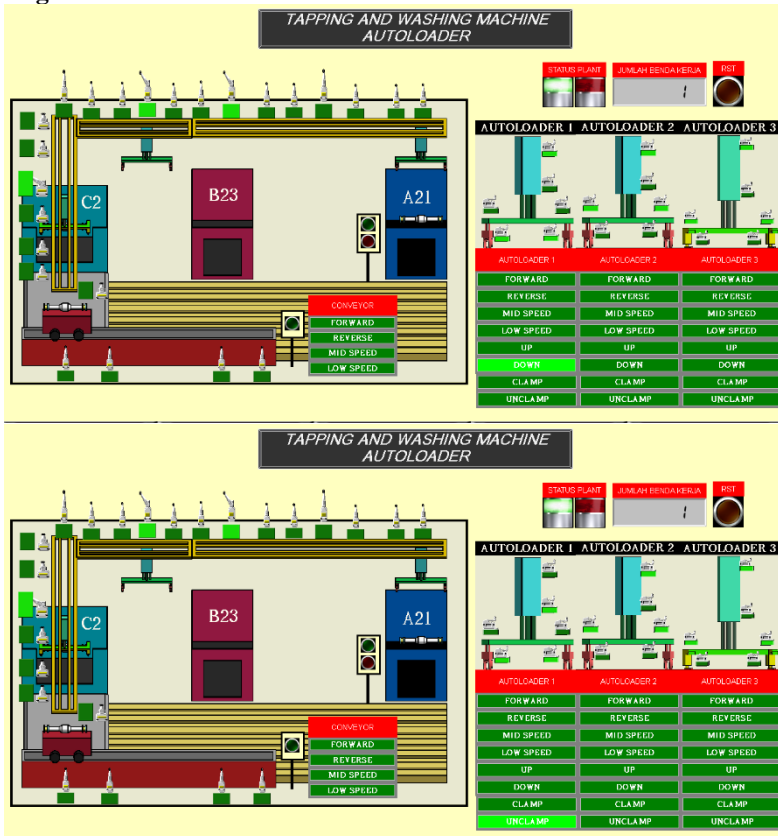 TAPPING AND WASHING MACHINE
AUTOLOADER
STATUS PLANT JUMLAH BENDA KERJA RST
1
AUTOLOADER 1 AUTOLOADER 2 AUTOLOADER 3
C2
B23
A21
AUTOLOADER 1 AUTOLOADER 2 AUTOLOADER 3
FORWARD FORWARD FORWARD
REVERSE REVERSE REVERSE
MID SPEED MID SPEED MID SPEED
LOW SPEED LOW SPEED LOW SPEED
UP UP UP
DOWN DOWN DOWN
CLAMP CLAMP CLAMP
UNCLAMP UNCLAMP UNCLAMP
CONVEYOR
FORWARD
REVERSE
MID SPEED
LOW SPEED
TAPPING AND WASHING MACHINE
AUTOLOADER
STATUS PLANT JUMLAH BENDA KERJA RST
1
AUTOLOADER 1 AUTOLOADER 2 AUTOLOADER 3
C2
B23
A21
AUTOLOADER 1 AUTOLOADER 2 AUTOLOADER 3
FORWARD FORWARD FORWARD
REVERSE REVERSE REVERSE
MID SPEED MID SPEED MID SPEED
LOW SPEED LOW SPEED LOW SPEED
UP UP UP
DOWN DOWN DOWN
CLAMP CLAMP CLAMP
UNCLAMP UNCLAMP UNCLAMP
CONVEYOR
FORWARD
REVERSE
MID SPEED
LOW SPEED